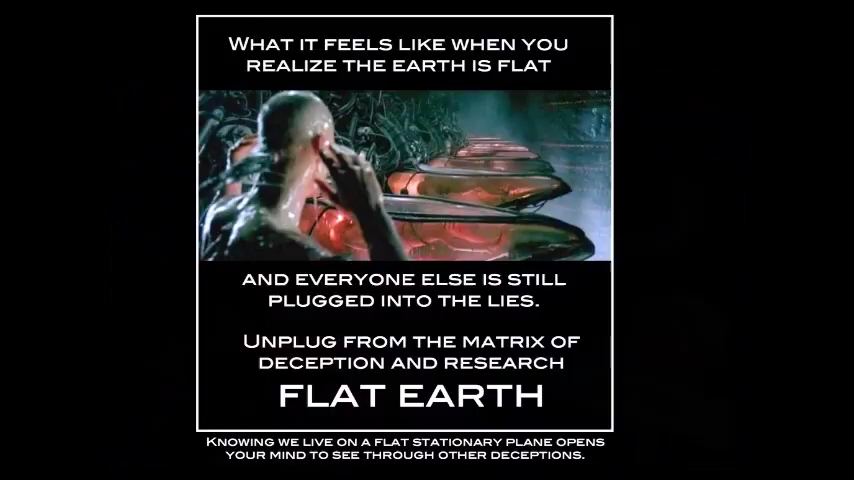 WHAT IT FEELS LIKE WHEN YOU
REALIZE THE EARTH IS FLAT
AND EVERYONE ELSE IS STILL
PLUGGED INTO THE LIES.
UNPLUG FROM THE MATRIX OF
DECEPTION AND RESEARCH
FLAT EARTH
KNOWING WE LIVE ON A FLAT STATIONARY PLANE OPENS
YOUR MIND TO SEE THROUGH OTHER DECEPTIONS.